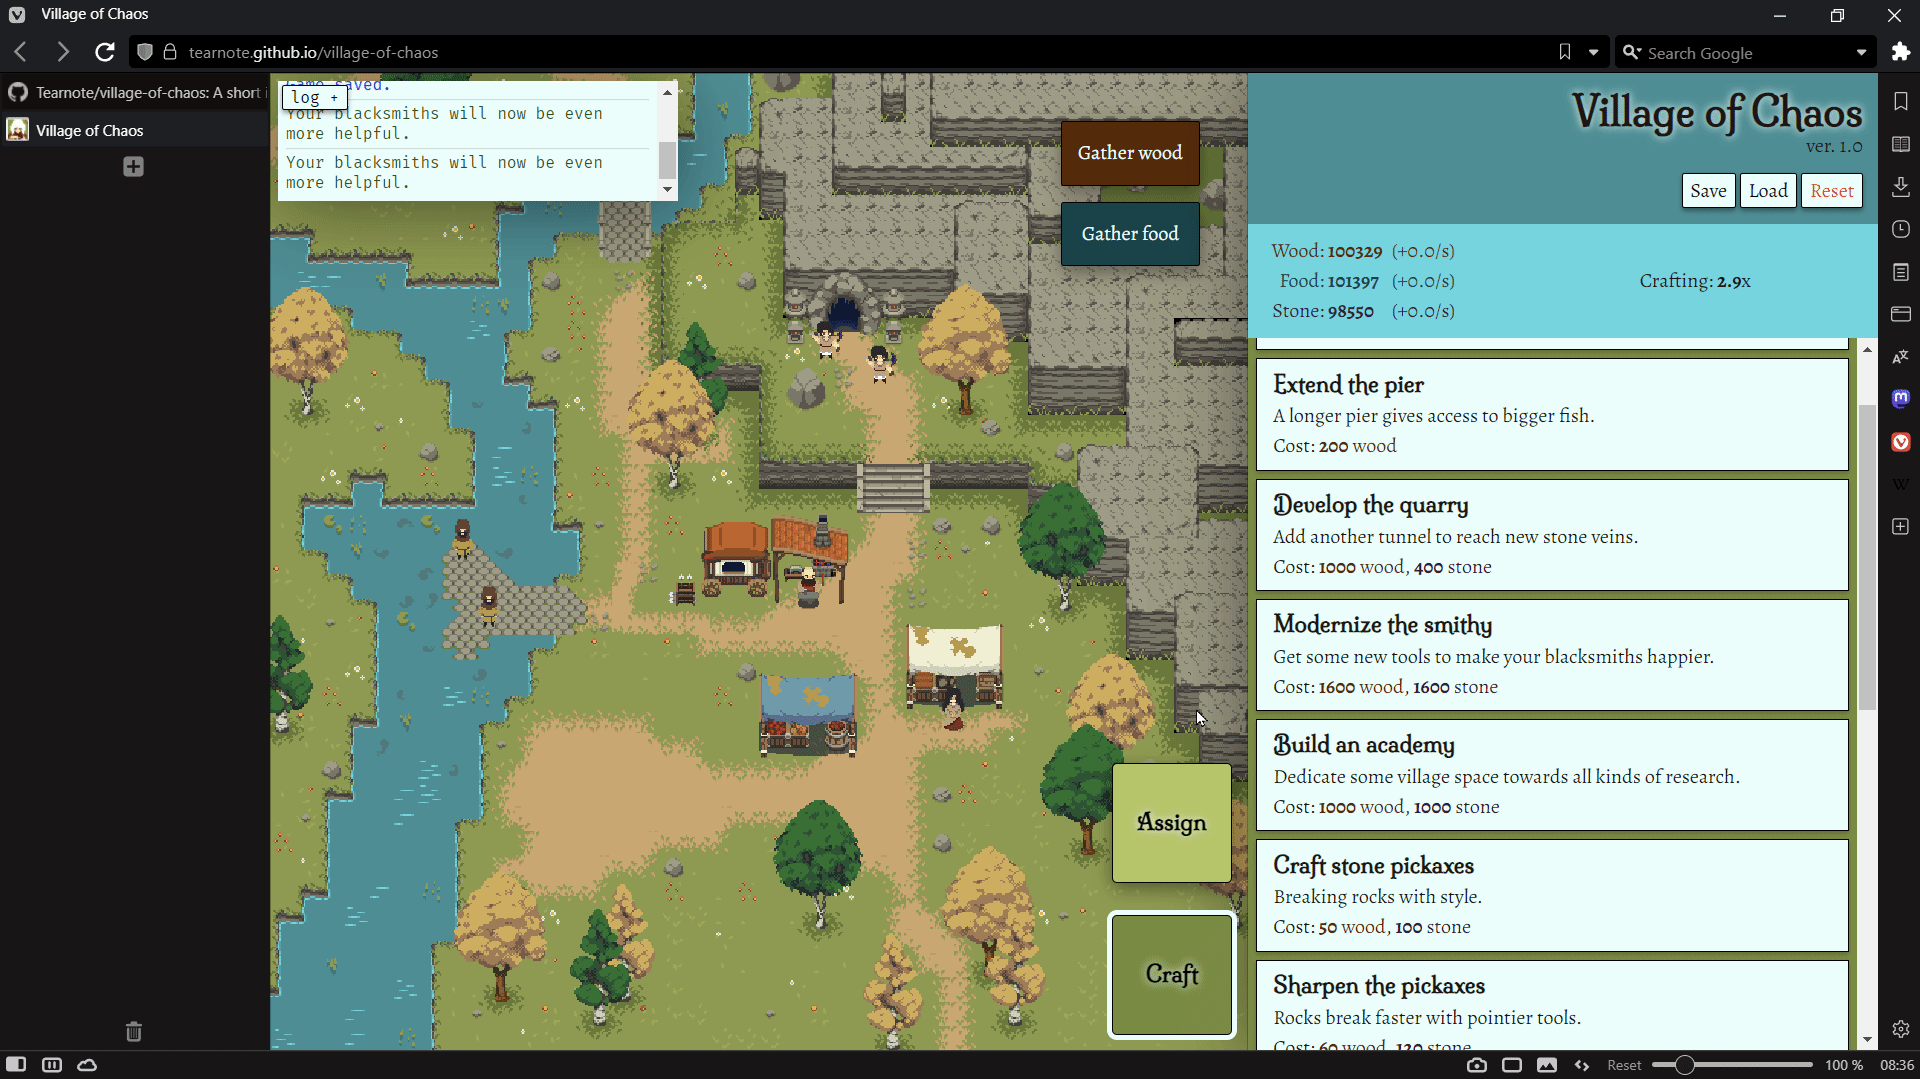 Village of Chaos
tearnote.github.io/village-of-chaos
Search Google
Tearnote/village-of-chaos: A short i
Village of Chaos
Game saved.
log +
Your blacksmiths will now be even
more helpful.
Your blacksmiths will now be even
more helpful.
Gather wood
Gather food
Assign
Craft
Village of Chaos
ver. 1.0
Save Load Reset
Wood: 100329 (+0.0/s)
Food: 101397 (+0.0/s)
Stone: 98550 (+0.0/s)
Crafting: 2.9x
Extend the pier
A longer pier gives access to bigger fish.
Cost: 200 wood
Develop the quarry
Add another tunnel to reach new stone veins.
Cost: 1000 wood, 400 stone
Modernize the smithy
Get some new tools to make your blacksmiths happier.
Cost: 1600 wood, 1600 stone
Build an academy
Dedicate some village space towards all kinds of research.
Cost: 1000 wood, 1000 stone
Craft stone pickaxes
Breaking rocks with style.
Cost: 50 wood, 100 stone
Sharpen the pickaxes
Rocks break faster with pointier tools.
Cost: 60 wood, 120 stone
Reset 100 % 08:36